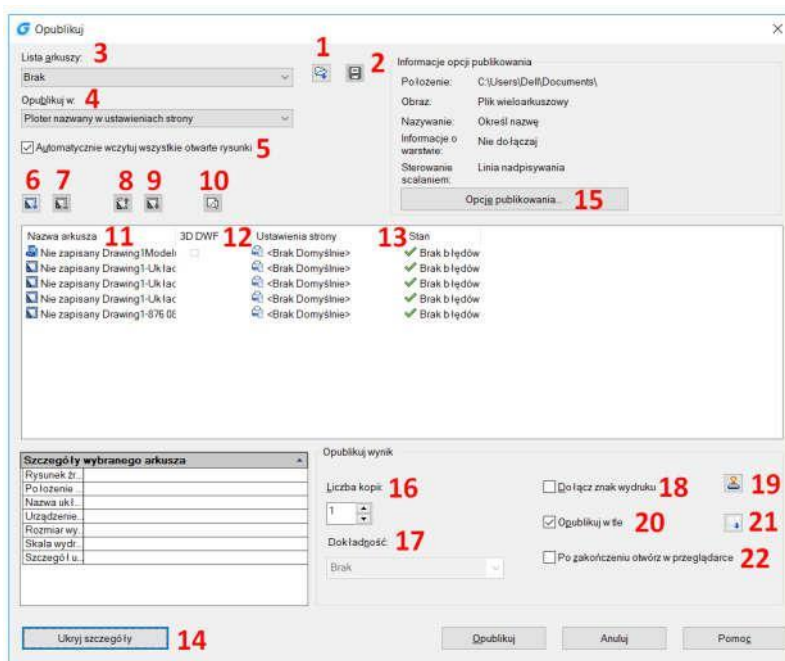 Opublikuj
Lista arkuszy: 3
Brak
1
2
Opublikuj w: 4
Ploter nazwany w ustawieniach strony
Automatycznie wczytuj wszystkie otwarte rysunki 5
6 7 8 9 10
Informacje opcji publikowania
Położenie: C:\Users\Dell\Documents\
Obraz: Plik wieloarkuszowy
Nazywanie: Określ nazwę
Informacje o warstwie: Nie dołączaj
Sterowanie scalaniem: Linia nadpisywania
Opcje publikowania... 15
Nazwa arkusza 11 3D DWF 12 Ustawienia strony 13 Stan
Nie zapisany Drawing1Modelu <Brak Domyślnie> Brak błędów
Nie zapisany Drawing1-Układ <Brak Domyślnie> Brak błędów
Nie zapisany Drawing1-Układ <Brak Domyślnie> Brak błędów
Nie zapisany Drawing1-Układ <Brak Domyślnie> Brak błędów
Nie zapisany Drawing1-876 08 <Brak Domyślnie> Brak błędów
Szczegóły wybranego arkusza
Rysunek źr...
Położenie ...
Nazwa ukł...
Urządzenie...
Rozmiar wy...
Skala wydr...
Szczegół u...
Opublikuj wynik
Liczba kopii: 16
1
Dokładność: 17
Brak
Dołącz znak wydruku 18 19
Opublikuj w tle 20 21
Po zakończeniu otwórz w przeglądarce 22
Ukryj szczegóły 14
Opublikuj Anuluj Pomoc